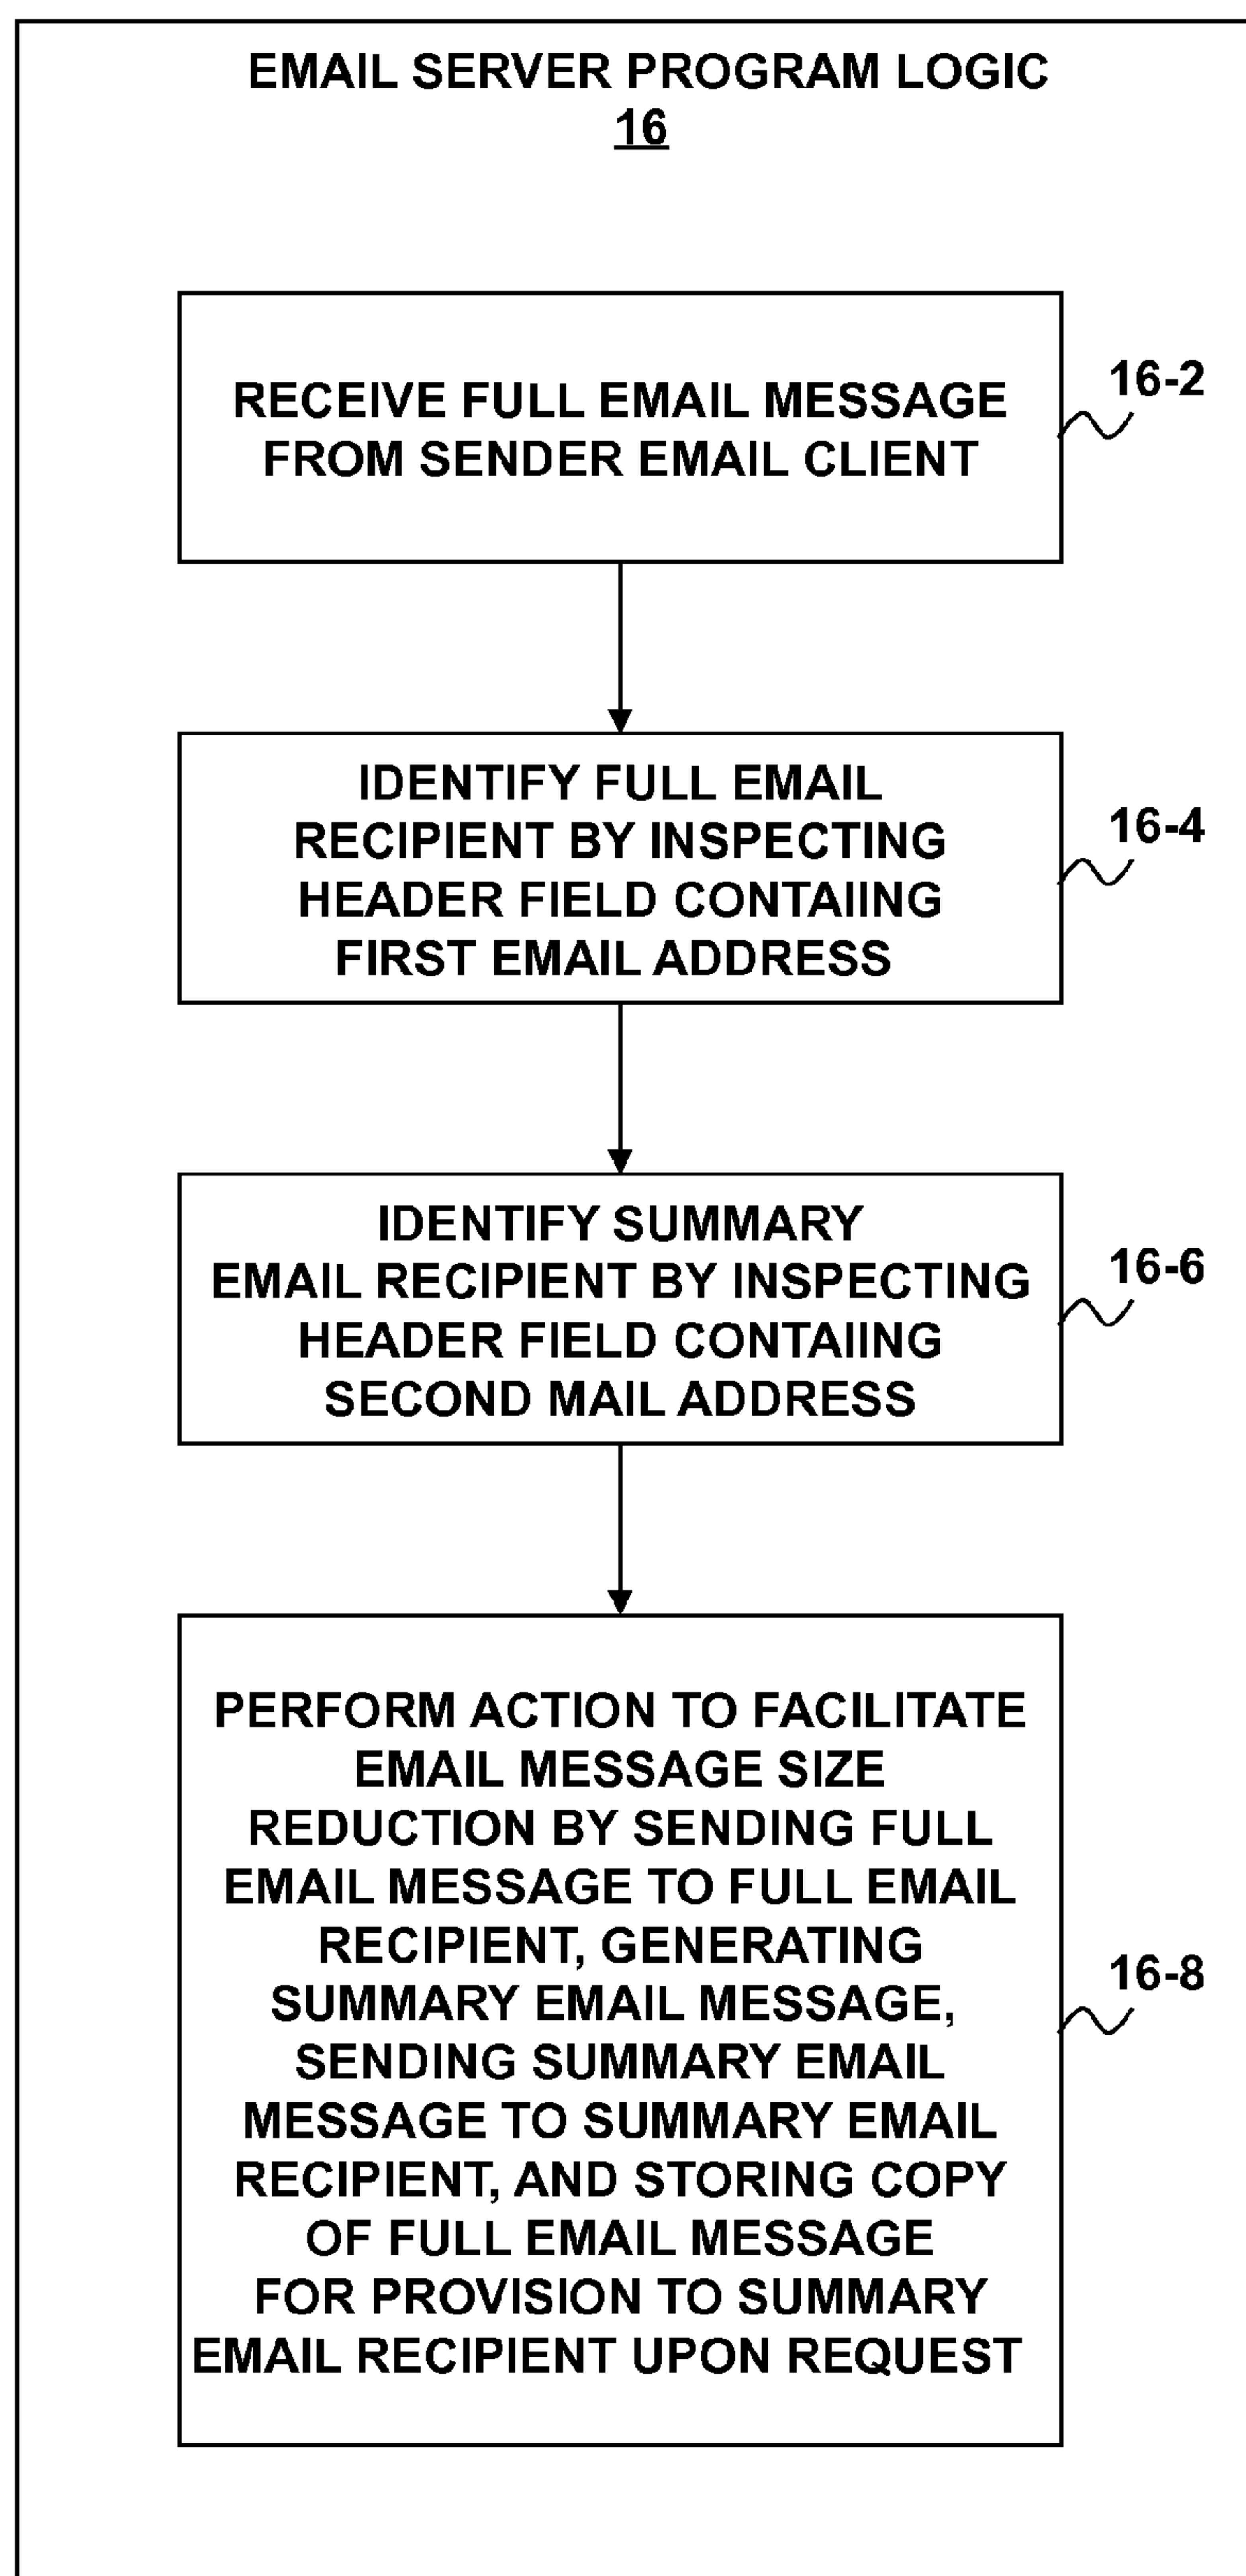 EMAIL SERVER PROGRAM LOGIC
16
RECEIVE FULL EMAIL MESSAGE
FROM SENDER EMAIL CLIENT
16-2
IDENTIFY FULL EMAIL
RECIPIENT BY INSPECTING
HEADER FIELD CONTAIING
FIRST EMAIL ADDRESS
16-4
IDENTIFY SUMMARY
EMAIL RECIPIENT BY INSPECTING
HEADER FIELD CONTAIING
SECOND MAIL ADDRESS
16-6
PERFORM ACTION TO FACILITATE
EMAIL MESSAGE SIZE
REDUCTION BY SENDING FULL
EMAIL MESSAGE TO FULL EMAIL
RECIPIENT, GENERATING
SUMMARY EMAIL MESSAGE,
SENDING SUMMARY EMAIL
MESSAGE TO SUMMARY EMAIL
RECIPIENT, AND STORING COPY
OF FULL EMAIL MESSAGE
FOR PROVISION TO SUMMARY
EMAIL RECIPIENT UPON REQUEST
16-8